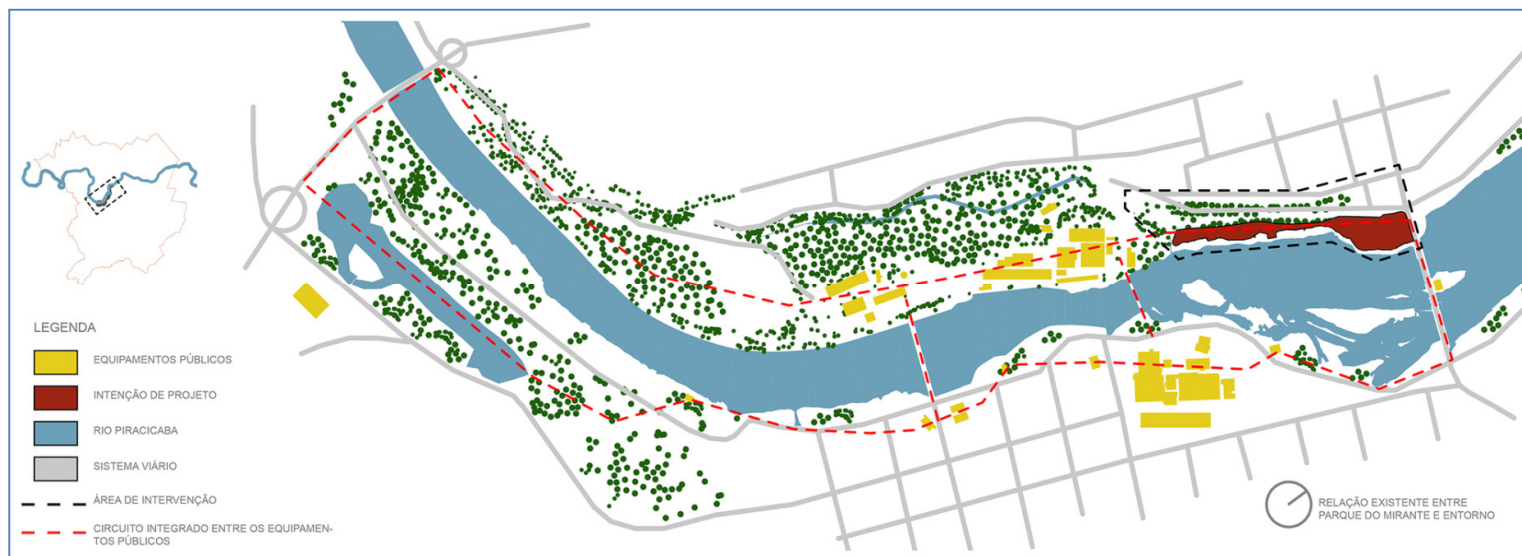 LEGENDA
EQUIPAMENTOS PÚBLICOS
INTENÇÃO DE PROJETO
RIO PIRACICABA
SISTEMA VIÁRIO
ÁREA DE INTERVENÇÃO
CIRCUITO INTEGRADO ENTRE OS EQUIPAMEN-
TOS PÚBLICOS
RELAÇÃO EXISTENTE ENTRE
PARQUE DO MIRANTE E ENTORNO